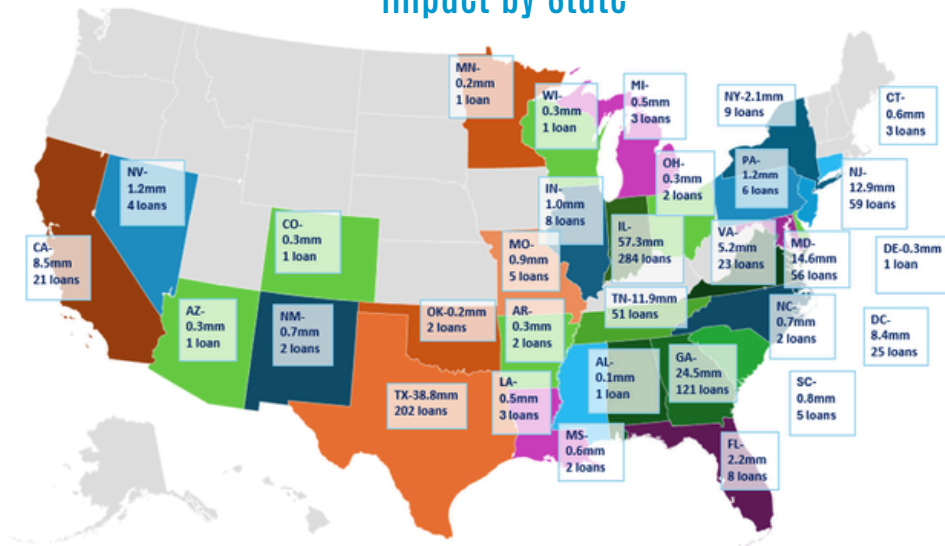 Impact by State
MN-
0.2mm
1 loan
WI-
0.3mm
1 loan
MI-
0.5mm
3 loans
NY-2.1mm
9 loans
CT-
0.6mm
3 loans
NV-
1.2mm
4 loans
OH-
0.3mm
2 loans
PA-
1.2mm
6 loans
NJ-
12.9mm
59 loans
IN-
1.0mm
8 loans
CO-
0.3mm
1 loan
CA-
8.5mm
21 loans
MO-
0.9mm
5 loans
IL-
57.3mm
284 loans
VA-
5.2mm
23 loans
MD-
14.6mm
56 loans
DE-0.3mm
1 loan
AZ-
0.3mm
1 loan
NM-
0.7mm
2 loans
OK-0.2mm
2 loans
AR-
0.3mm
2 loans
TN-11.9mm
51 loans
NC-
0.7mm
2 loans
DC-
8.4mm
25 loans
TX-38.8mm
202 loans
LA-
0.5mm
3 loans
AL-
0.1mm
1 loan
GA-
24.5mm
121 loans
SC-
0.8mm
5 loans
MS-
0.6mm
2 loans
FL-
2.2mm
8 loans